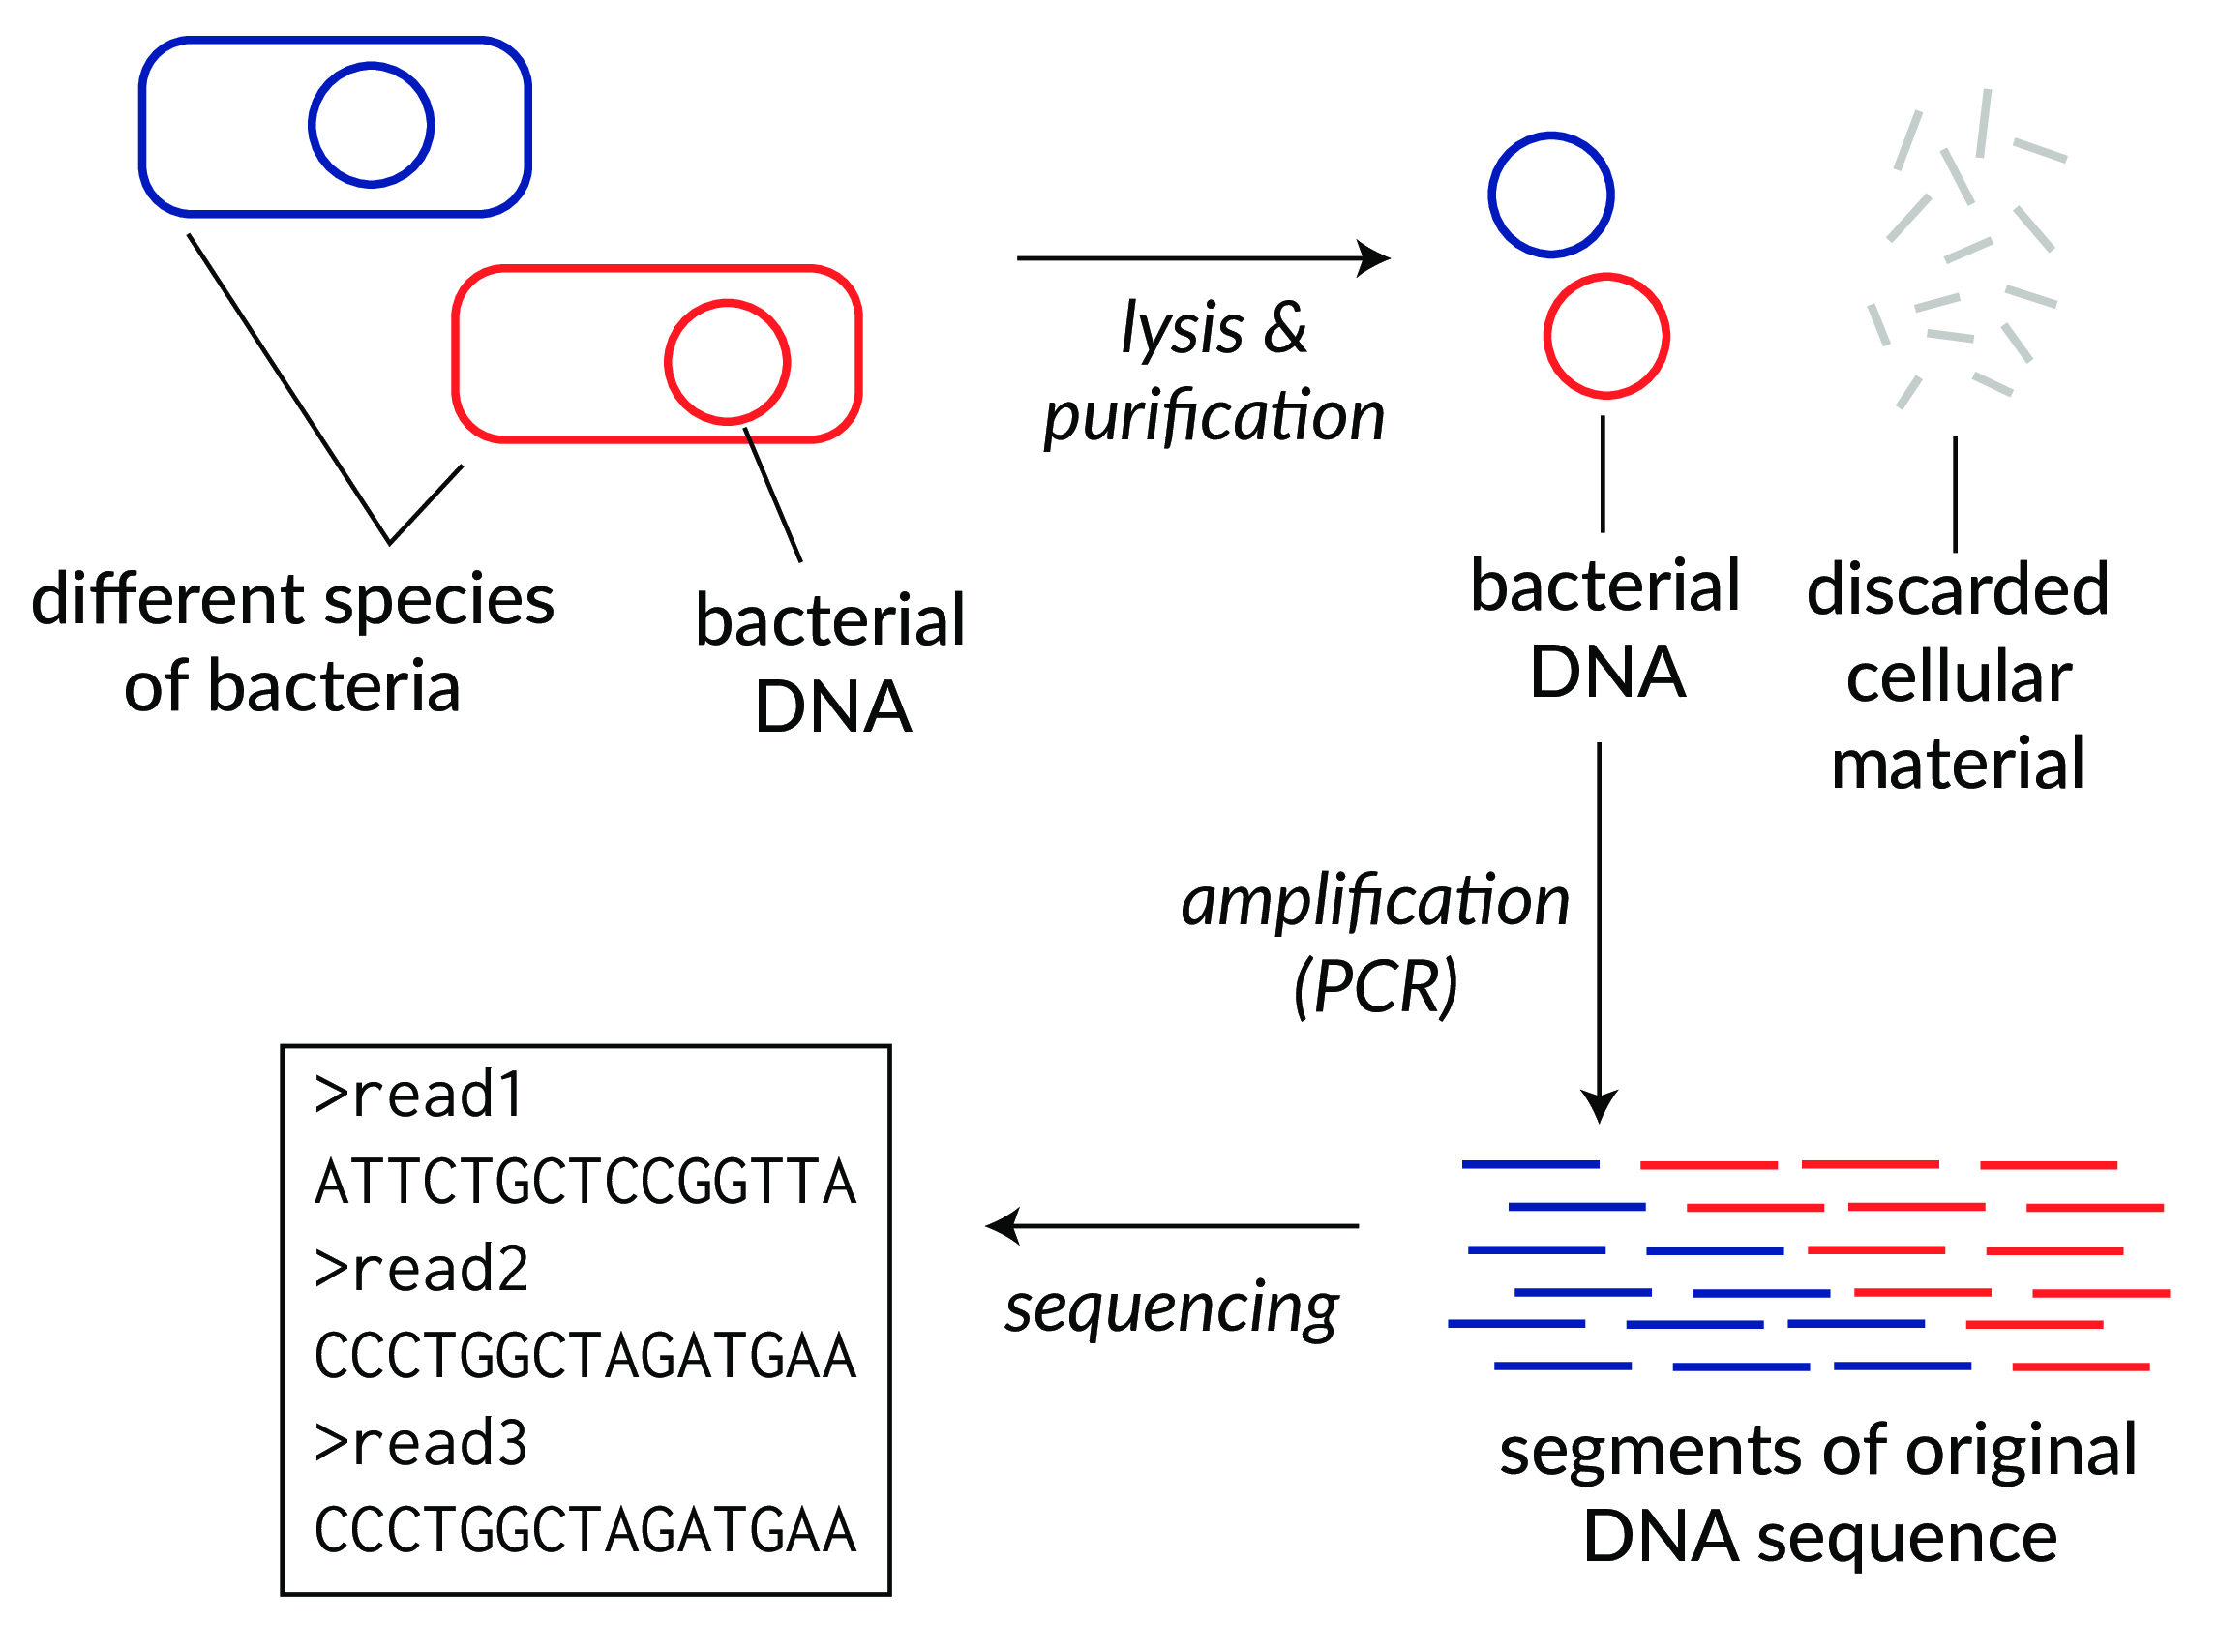 different species
of bacteria
bacterial
DNA
lysis &
purification
bacterial
DNA
discarded
cellular
material
amplification
(PCR)
segments of original
DNA sequence
sequencing
>read1
ATTCTGCTCCGGTTA
>read2
CCCTGGCTAGATGAA
>read3
CCCTGGCTAGATGAA